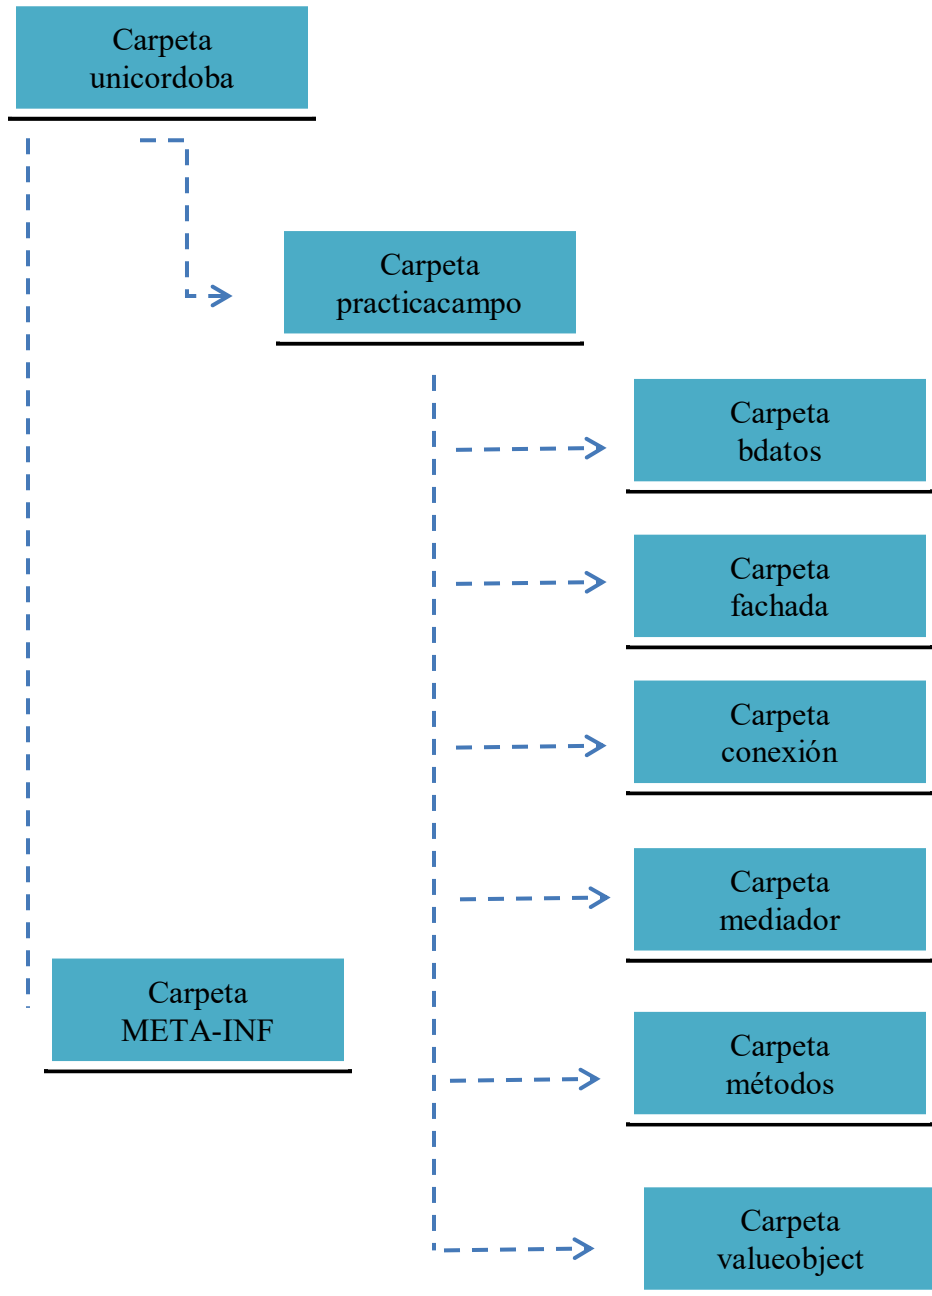 Carpeta
unicordoba
Carpeta
practicacampo
Carpeta
bdatos
Carpeta
fachada
Carpeta
conexión
Carpeta
mediador
Carpeta
META-INF
Carpeta
métodos
Carpeta
valueobject